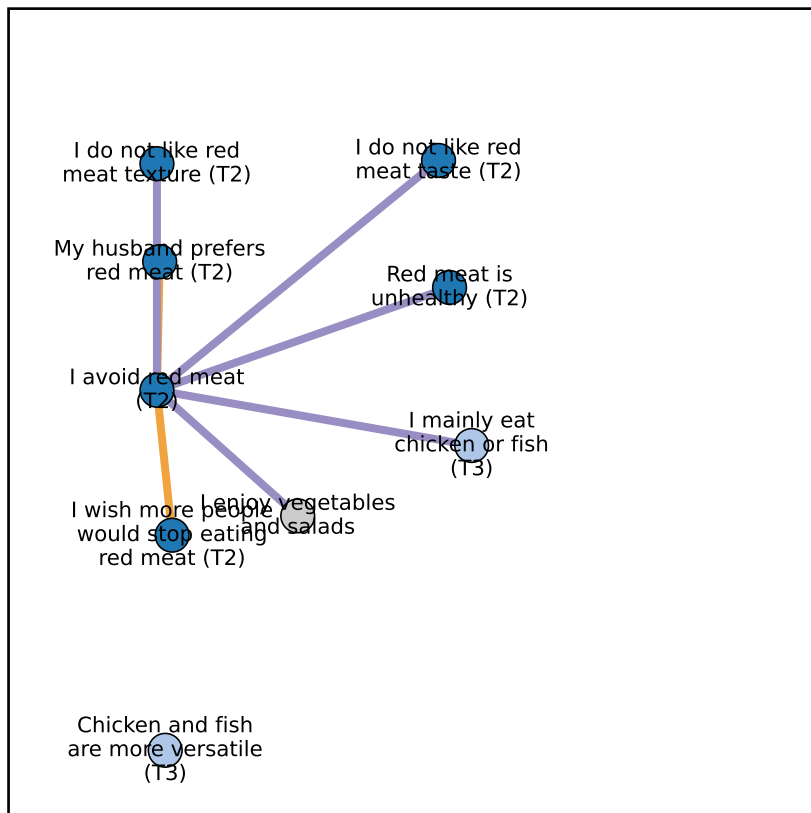 I do not like red
meat texture (T2)
I do not like red
meat taste (T2)
My husband prefers
red meat (T2)
Red meat is
unhealthy (T2)
I avoid red meat
(T2)
I mainly eat
chicken or fish
(T3)
I enjoy vegetables
and salads
I wish more people
would stop eating
red meat (T2)
Chicken and fish
are more versatile
(T3)